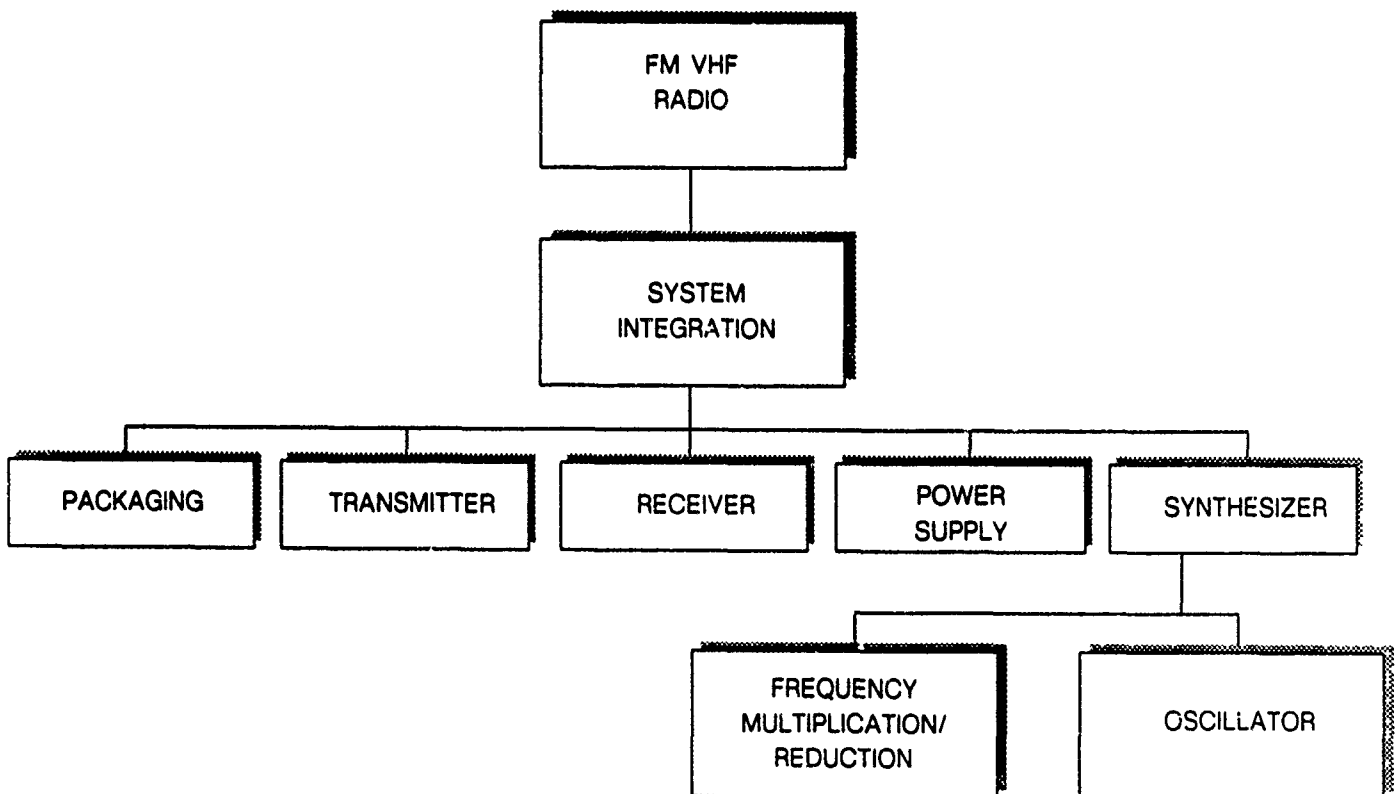 FM VHF
RADIO
SYSTEM
INTEGRATION
PACKAGING
TRANSMITTER
RECEIVER
POWER
SUPPLY
SYNTHESIZER
FREQUENCY
MULTIPLICATION/
REDUCTION
OSCILLATOR